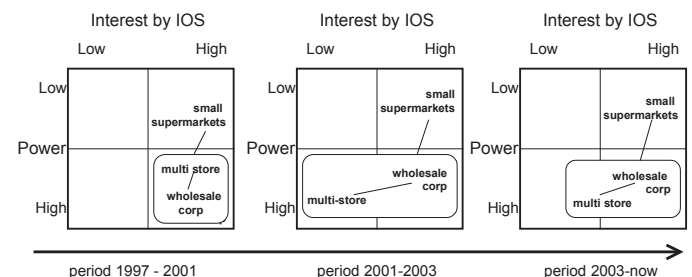 Interest by IOS
Low High
Low
small
supermarkets
Power
multi store
wholesale
corp
High
period 1997 - 2001
Interest by IOS
Low High
Low
small
supermarkets
Power
wholesale
corp
multi-store
High
period 2001-2003
Interest by IOS
Low High
Low
small
supermarkets
Power
wholesale
corp
multi store
High
period 2003-now